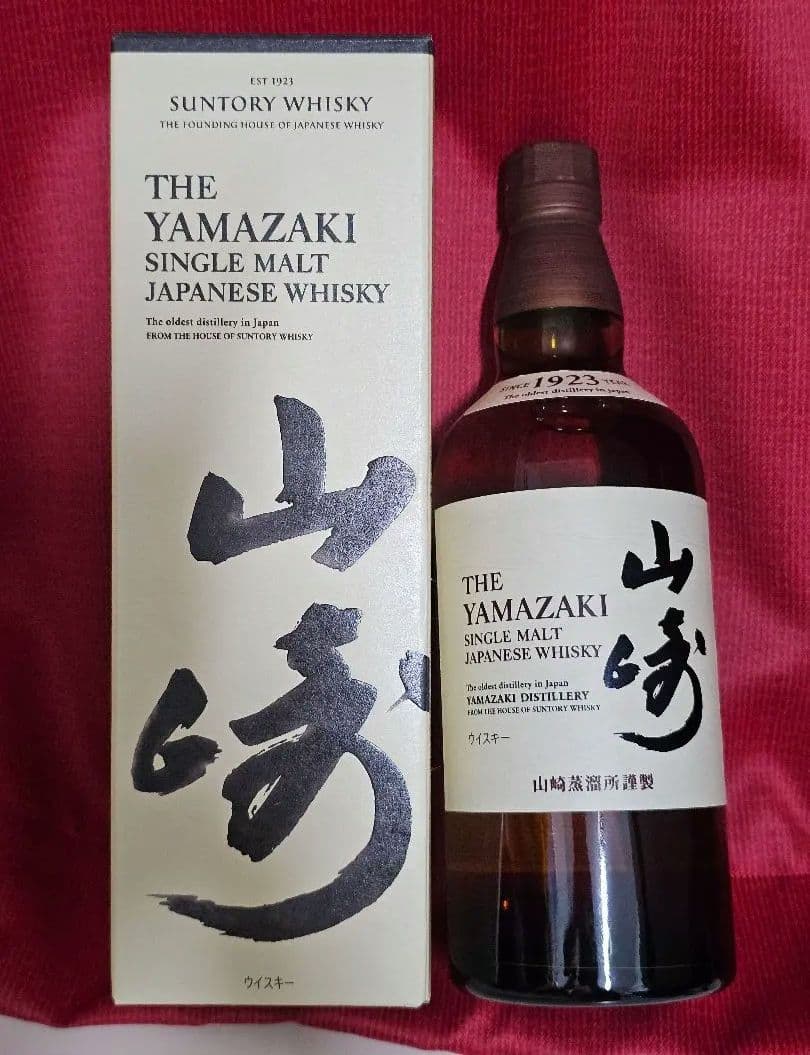 EST 1923
SUNTORY WHISKY
THE FOUNDING HOUSE OF JAPANESE WHISKY
THE
YAMAZAKI
SINGLE MALT
JAPANESE WHISKY
The oldest distillery in Japan
FROM THE HOUSE OF SUNTORY WHISKY
山崎
ウイスキー
SINCE 1923 YEAR
The oldest distillery in Japan
THE
YAMAZAKI
SINGLE MALT
JAPANESE WHISKY
The oldest distillery in Japan
YAMAZAKI DISTILLERY
FROM THE HOUSE OF SUNTORY WHISKY
山崎
ウイスキー
山崎蒸溜所謹製